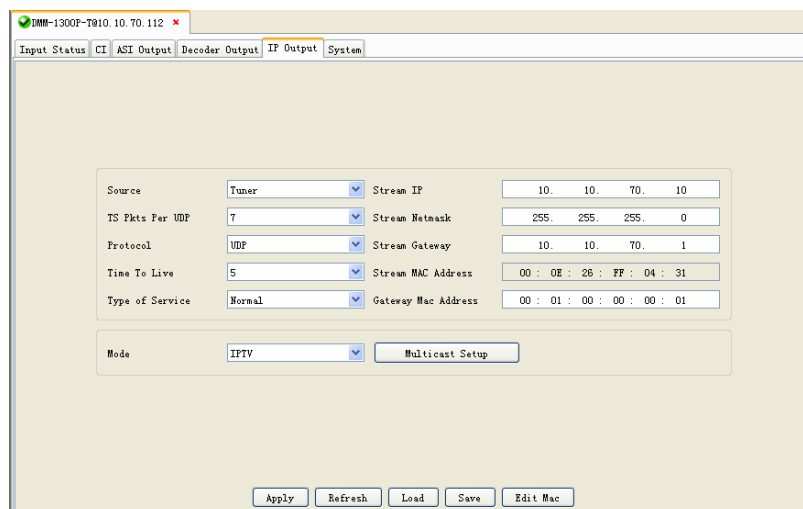 DMM-1300P-T@10.10.70.112 ×
Input Status CI ASI Output Decoder Output IP Output System
Source Tuner Stream IP 10. 10. 70. 10
TS Pkts Per UDP 7 Stream Netmask 255. 255. 255. 0
Protocol UDP Stream Gateway 10. 10. 70. 1
Time To Live 5 Stream MAC Address 00 : 0E : 26 : FF : 04 : 31
Type of Service Normal Gateway Mac Address 00 : 01 : 00 : 00 : 00 : 01
Mode IPTV Multicast Setup
Apply Refresh Load Save Edit Mac